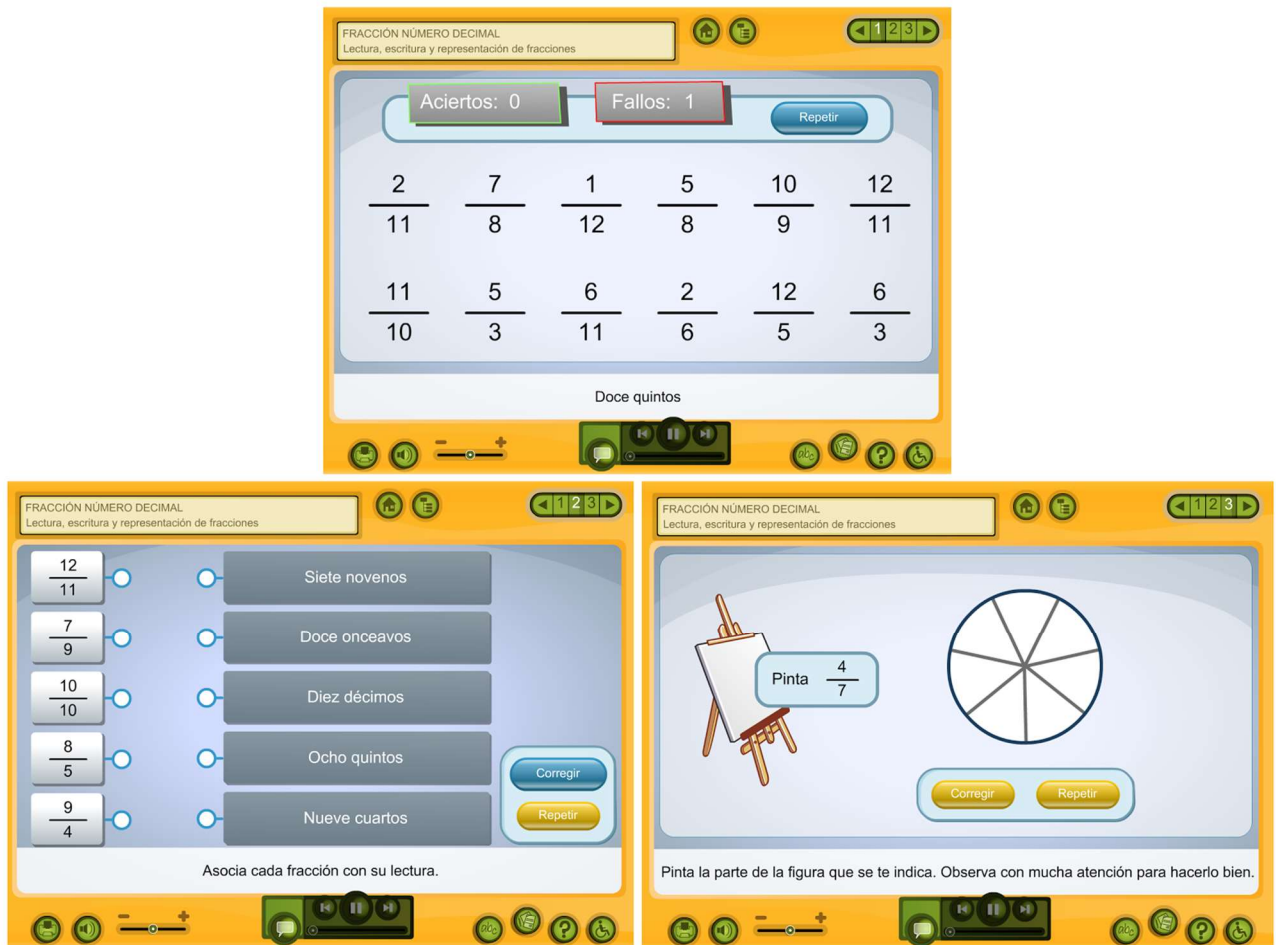 FRACCIÓN NÚMERO DECIMAL
Lectura, escritura y representación de fracciones
1 2 3
Aciertos: 0 Fallos: 1 Repetir
2 7 1 5 10 12
11 8 12 8 9 11
11 5 6 2 12 6
10 3 11 6 5 3
Doce quintos
- +
abc ?
FRACCIÓN NÚMERO DECIMAL
Lectura, escritura y representación de fracciones
1 2 3
12
11
Siete novenos
7
9
Doce onceavos
10
10
Diez décimos
8
5
Ocho quintos
9
4
Nueve cuartos
Corregir
Repetir
Asocia cada fracción con su lectura.
- +
abc ?
FRACCIÓN NÚMERO DECIMAL
Lectura, escritura y representación de fracciones
1 2 3
Pinta 4
7
Corregir Repetir
Pinta la parte de la figura que se te indica. Observa con mucha atención para hacerlo bien.
- +
abc ?